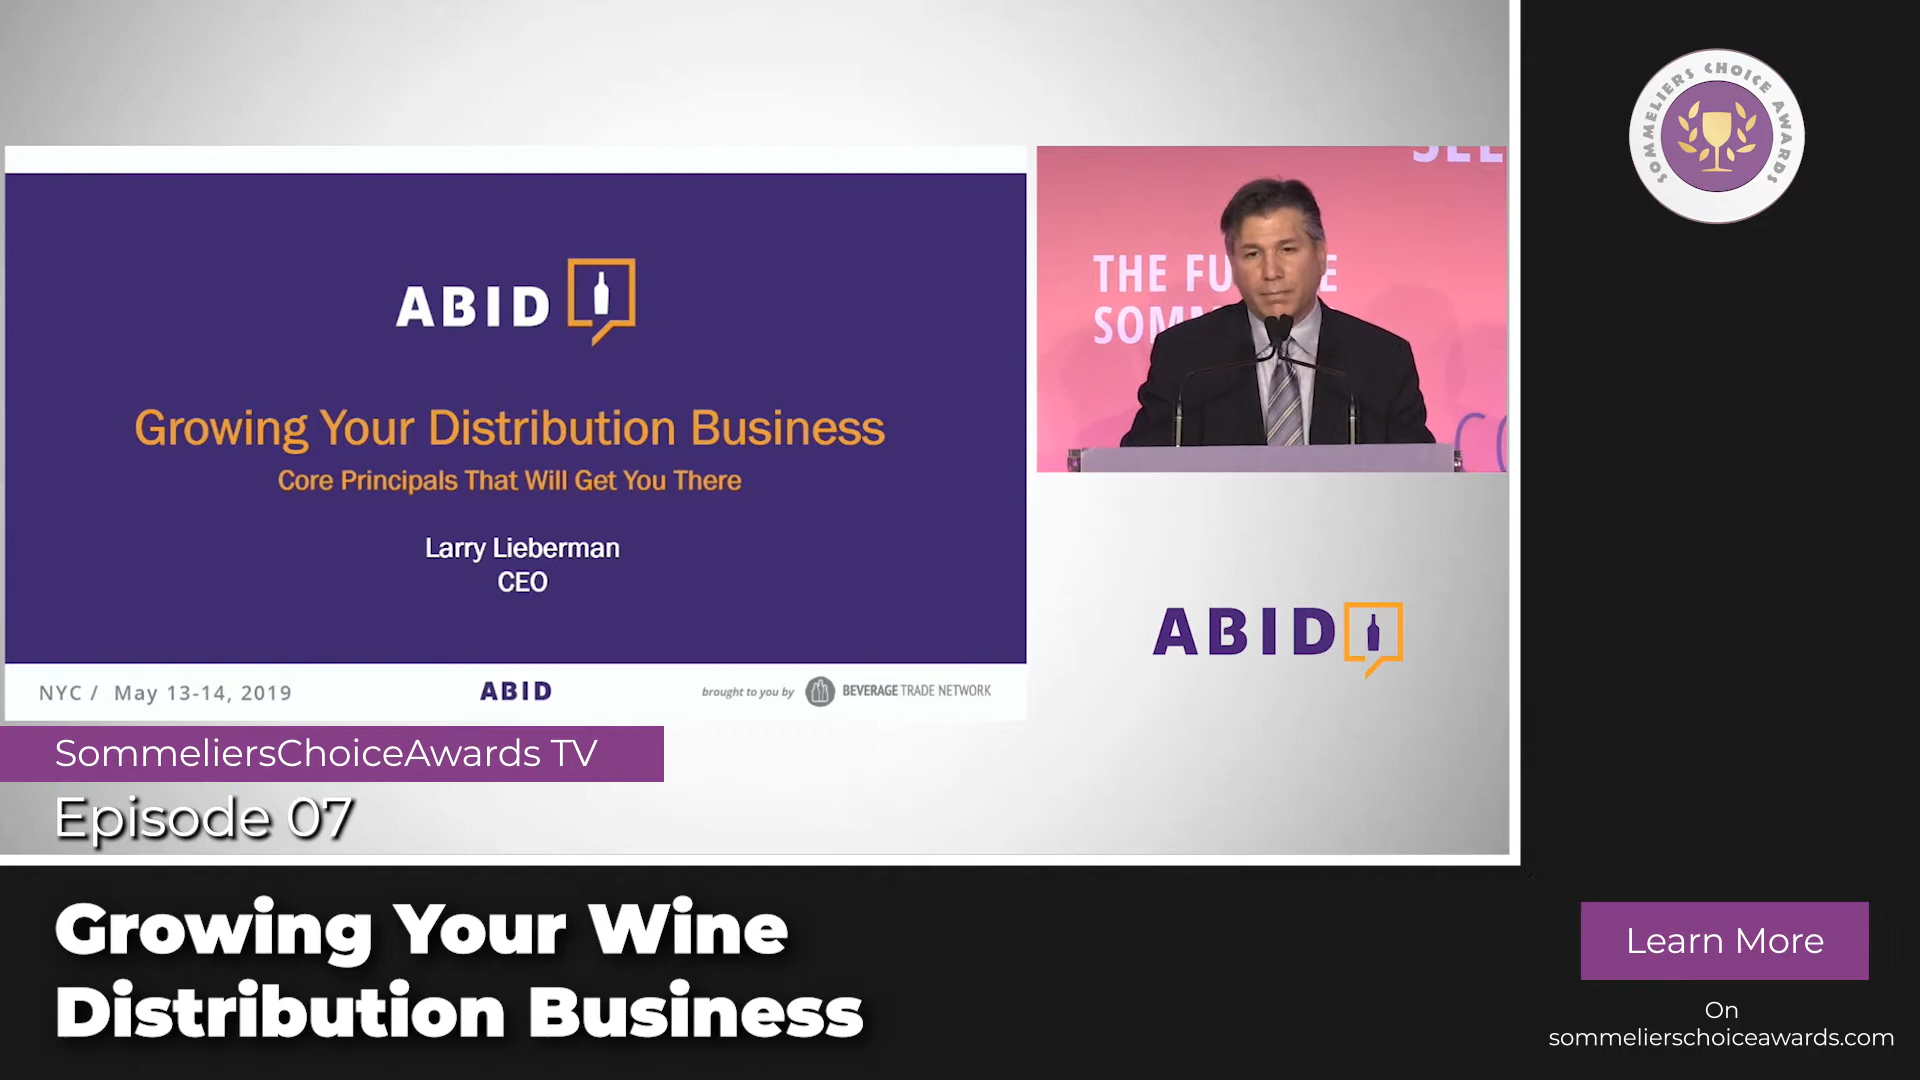 SOMMELIERS CHOICE AWARDS
ABID
Growing Your Distribution Business
Core Principals That Will Get You There
Larry Lieberman
CEO
NYC / May 13-14, 2019
ABID
brought to you by BEVERAGE TRADE NETWORK
THE FU E
SOM
ABID
SommeliersChoiceAwards TV
Episode 07
Growing Your Wine
Distribution Business
Learn More
On
sommelierschoiceawards.com